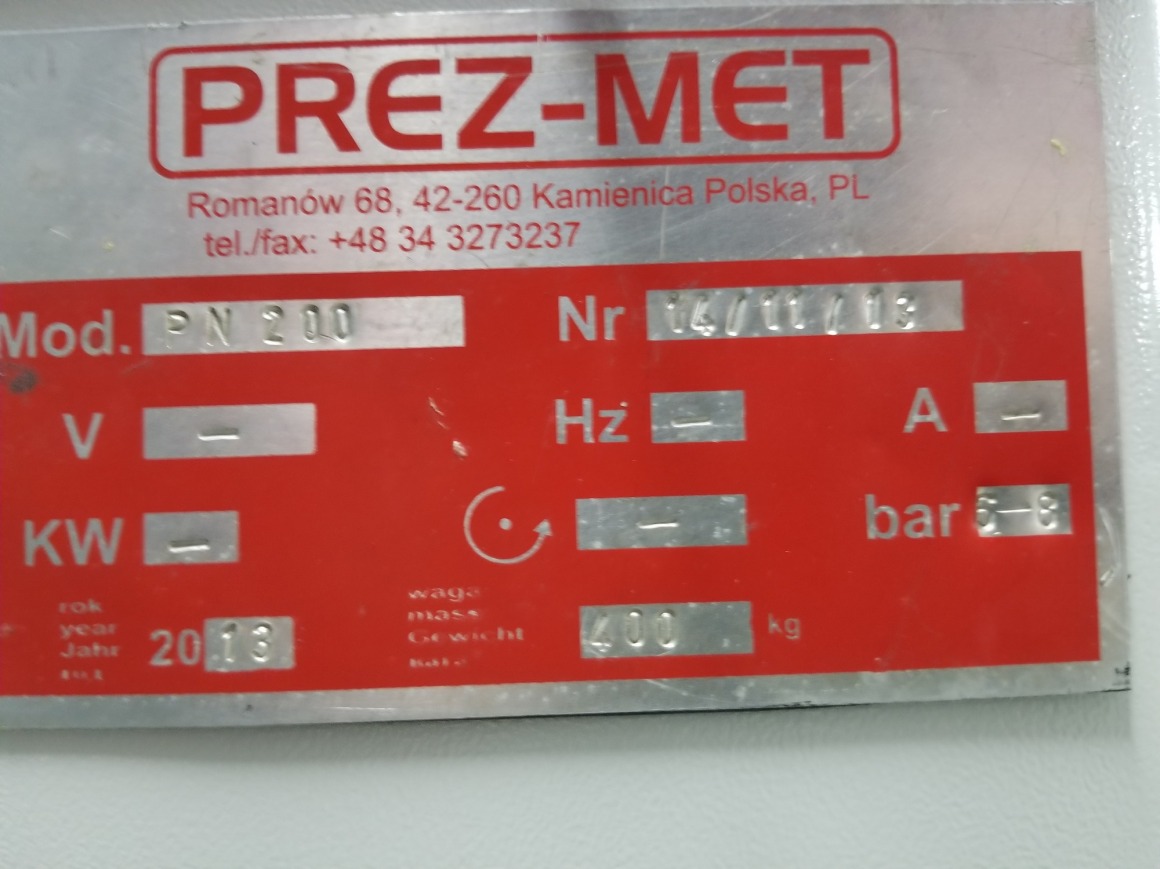 PREZ-MET
Romanów 68, 42-260 Kamienica Polska, PL
tel./fax: +48 34 3273237
Mod. PN 200 Nr 14/11/13
V – Hz – A –
KW – – bar 6-8
rok
year
Jahr
2013
waga
mass
Gewicht
400 kg